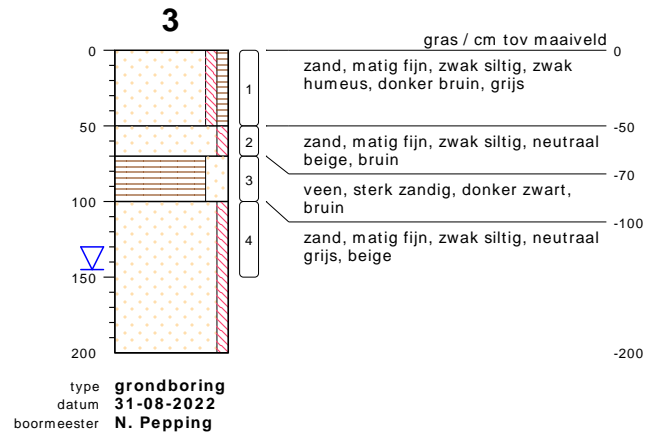 3
gras / cm tov maaiveld
0
0
zand, matig fijn, zwak siltig, zwak
humeus, donker bruin, grijs
1
50
-50
zand, matig fijn, zwak siltig, neutraal
beige, bruin
2
-70
veen, sterk zandig, donker zwart,
bruin
3
100
-100
zand, matig fijn, zwak siltig, neutraal
grijs, beige
4
150
200
-200
type grondboring
datum 31-08-2022
boormeester N. Pepping